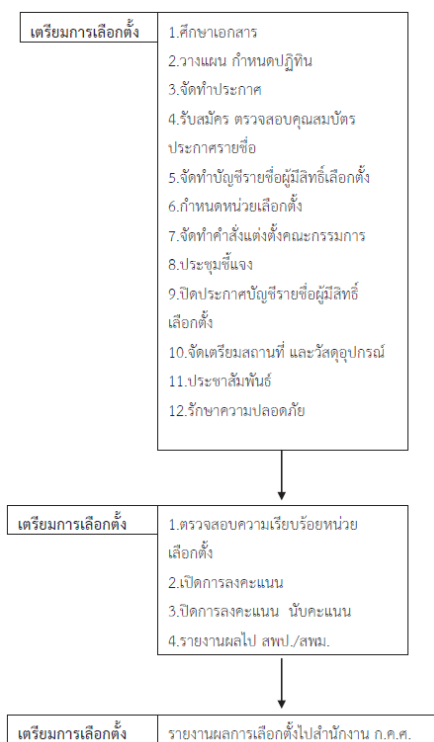 เตรียมการเลือกตั้ง
1.ศึกษาเอกสาร
2.วางแผน กำหนดปฏิทิน
3.จัดทำประกาศ
4.รับสมัคร ตรวจสอบคุณสมบัตร
ประกาศรายชื่อ
5.จัดทำบัญชีรายชื่อผู้มีสิทธิ์เลือกตั้ง
6.กำหนดหน่วยเลือกตั้ง
7.จัดทำคำสั่งแต่งตั้งคณะกรรมการ
8.ประชุมชี้แจง
9.ปิดประกาศบัญชีรายชื่อผู้มีสิทธิ์
เลือกตั้ง
10.จัดเตรียมสถานที่ และวัสดุอุปกรณ์
11.ประชาสัมพันธ์
12.รักษาความปลอดภัย
เตรียมการเลือกตั้ง
1.ตรวจสอบความเรียบร้อยหน่วย
เลือกตั้ง
2.เปิดการลงคะแนน
3.ปิดการลงคะแนน นับคะแนน
4.รายงานผลไป สพป./สพม.
เตรียมการเลือกตั้ง
รายงานผลการเลือกตั้งไปสำนักงาน ก.ค.ศ.